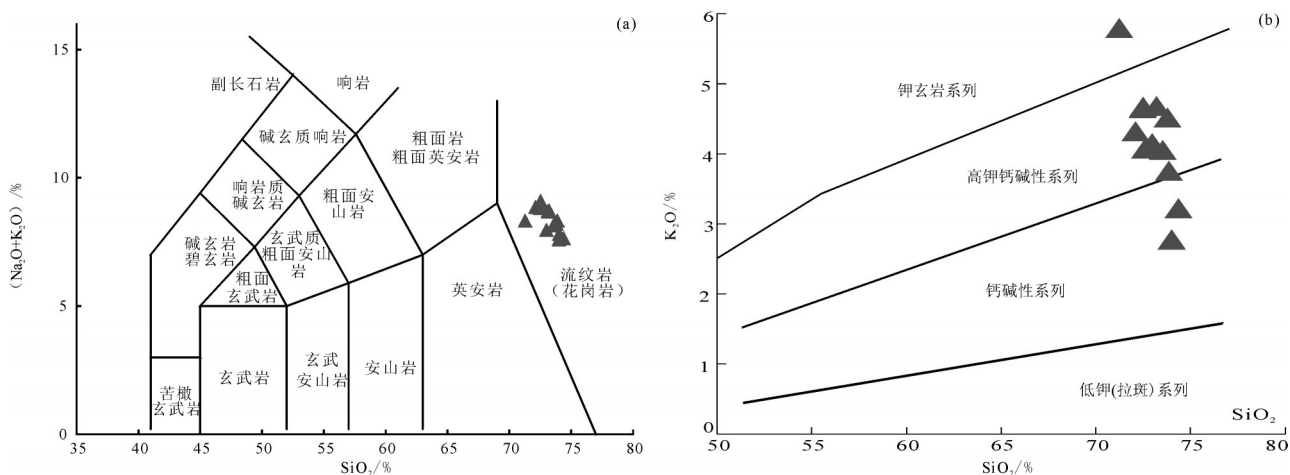 (a)
15
10
5
0
(Na₂O+K₂O)/%
副长石岩
响岩
碱玄质响岩
粗面岩
粗面英安岩
响岩质
碱玄岩
粗面安
山岩
碱玄岩
碧玄岩
玄武质
粗面安山
岩
粗面
玄武岩
英安岩
流纹岩
(花岗岩)
苦橄
玄武岩
玄武岩
玄武
安山岩
安山岩
35
40
45
50
55
60
65
70
75
80
SiO₂/%
(b)
6
5
4
3
2
1
0
K₂O/%
钾玄岩系列
高钾钙碱性系列
钙碱性系列
低钾(拉斑)系列
SiO₂
50
55
60
65
70
75
80
SiO₂/%